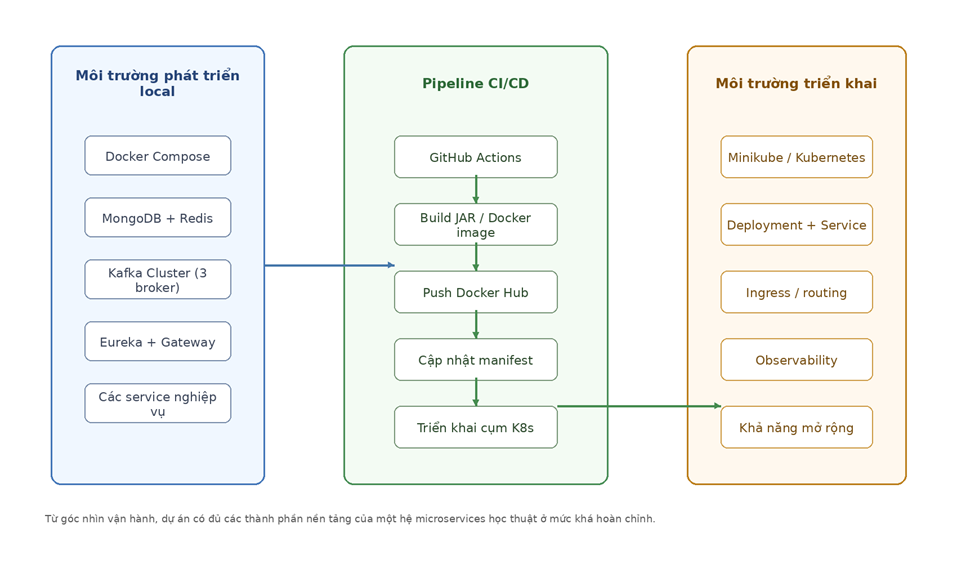 Môi trường phát triển
local
Docker Compose
MongoDB + Redis
Kafka Cluster (3
broker)
Eureka + Gateway
Các service nghiệp
vụ
Pipeline CI/CD
GitHub Actions
Build JAR / Docker
image
Push Docker Hub
Cập nhật manifest
Triển khai cụm K8s
Môi trường triển khai
Minikube / Kubernetes
Deployment + Service
Ingress / routing
Observability
Khả năng mở rộng
Từ góc nhìn vận hành, dự án có đủ các thành phần nền tảng của một hệ microservices học thuật ở mức khá hoàn chỉnh.